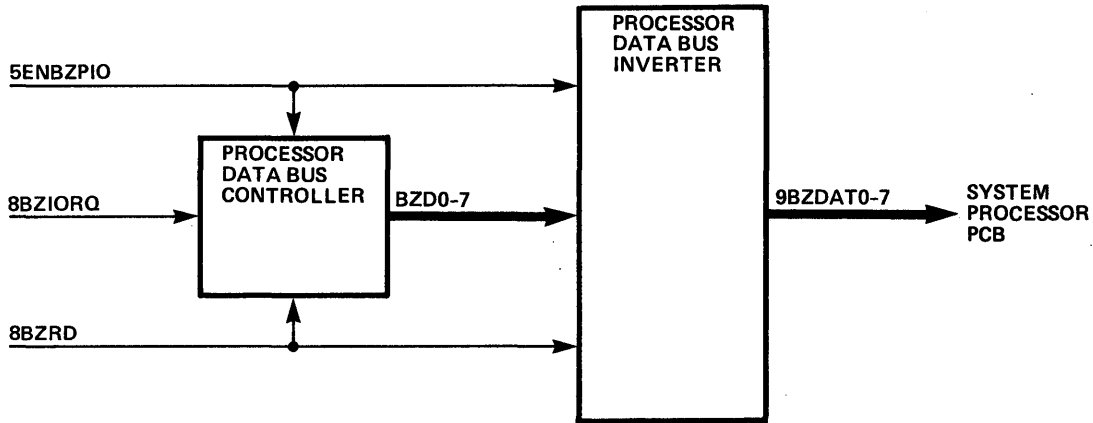 PROCESSOR
DATA BUS
INVERTER
5ENBZPIO
PROCESSOR
DATA BUS
CONTROLLER
8BZIORQ
BZD0-7
9BZDAT0-7
SYSTEM
PROCESSOR
PCB
8BZRD